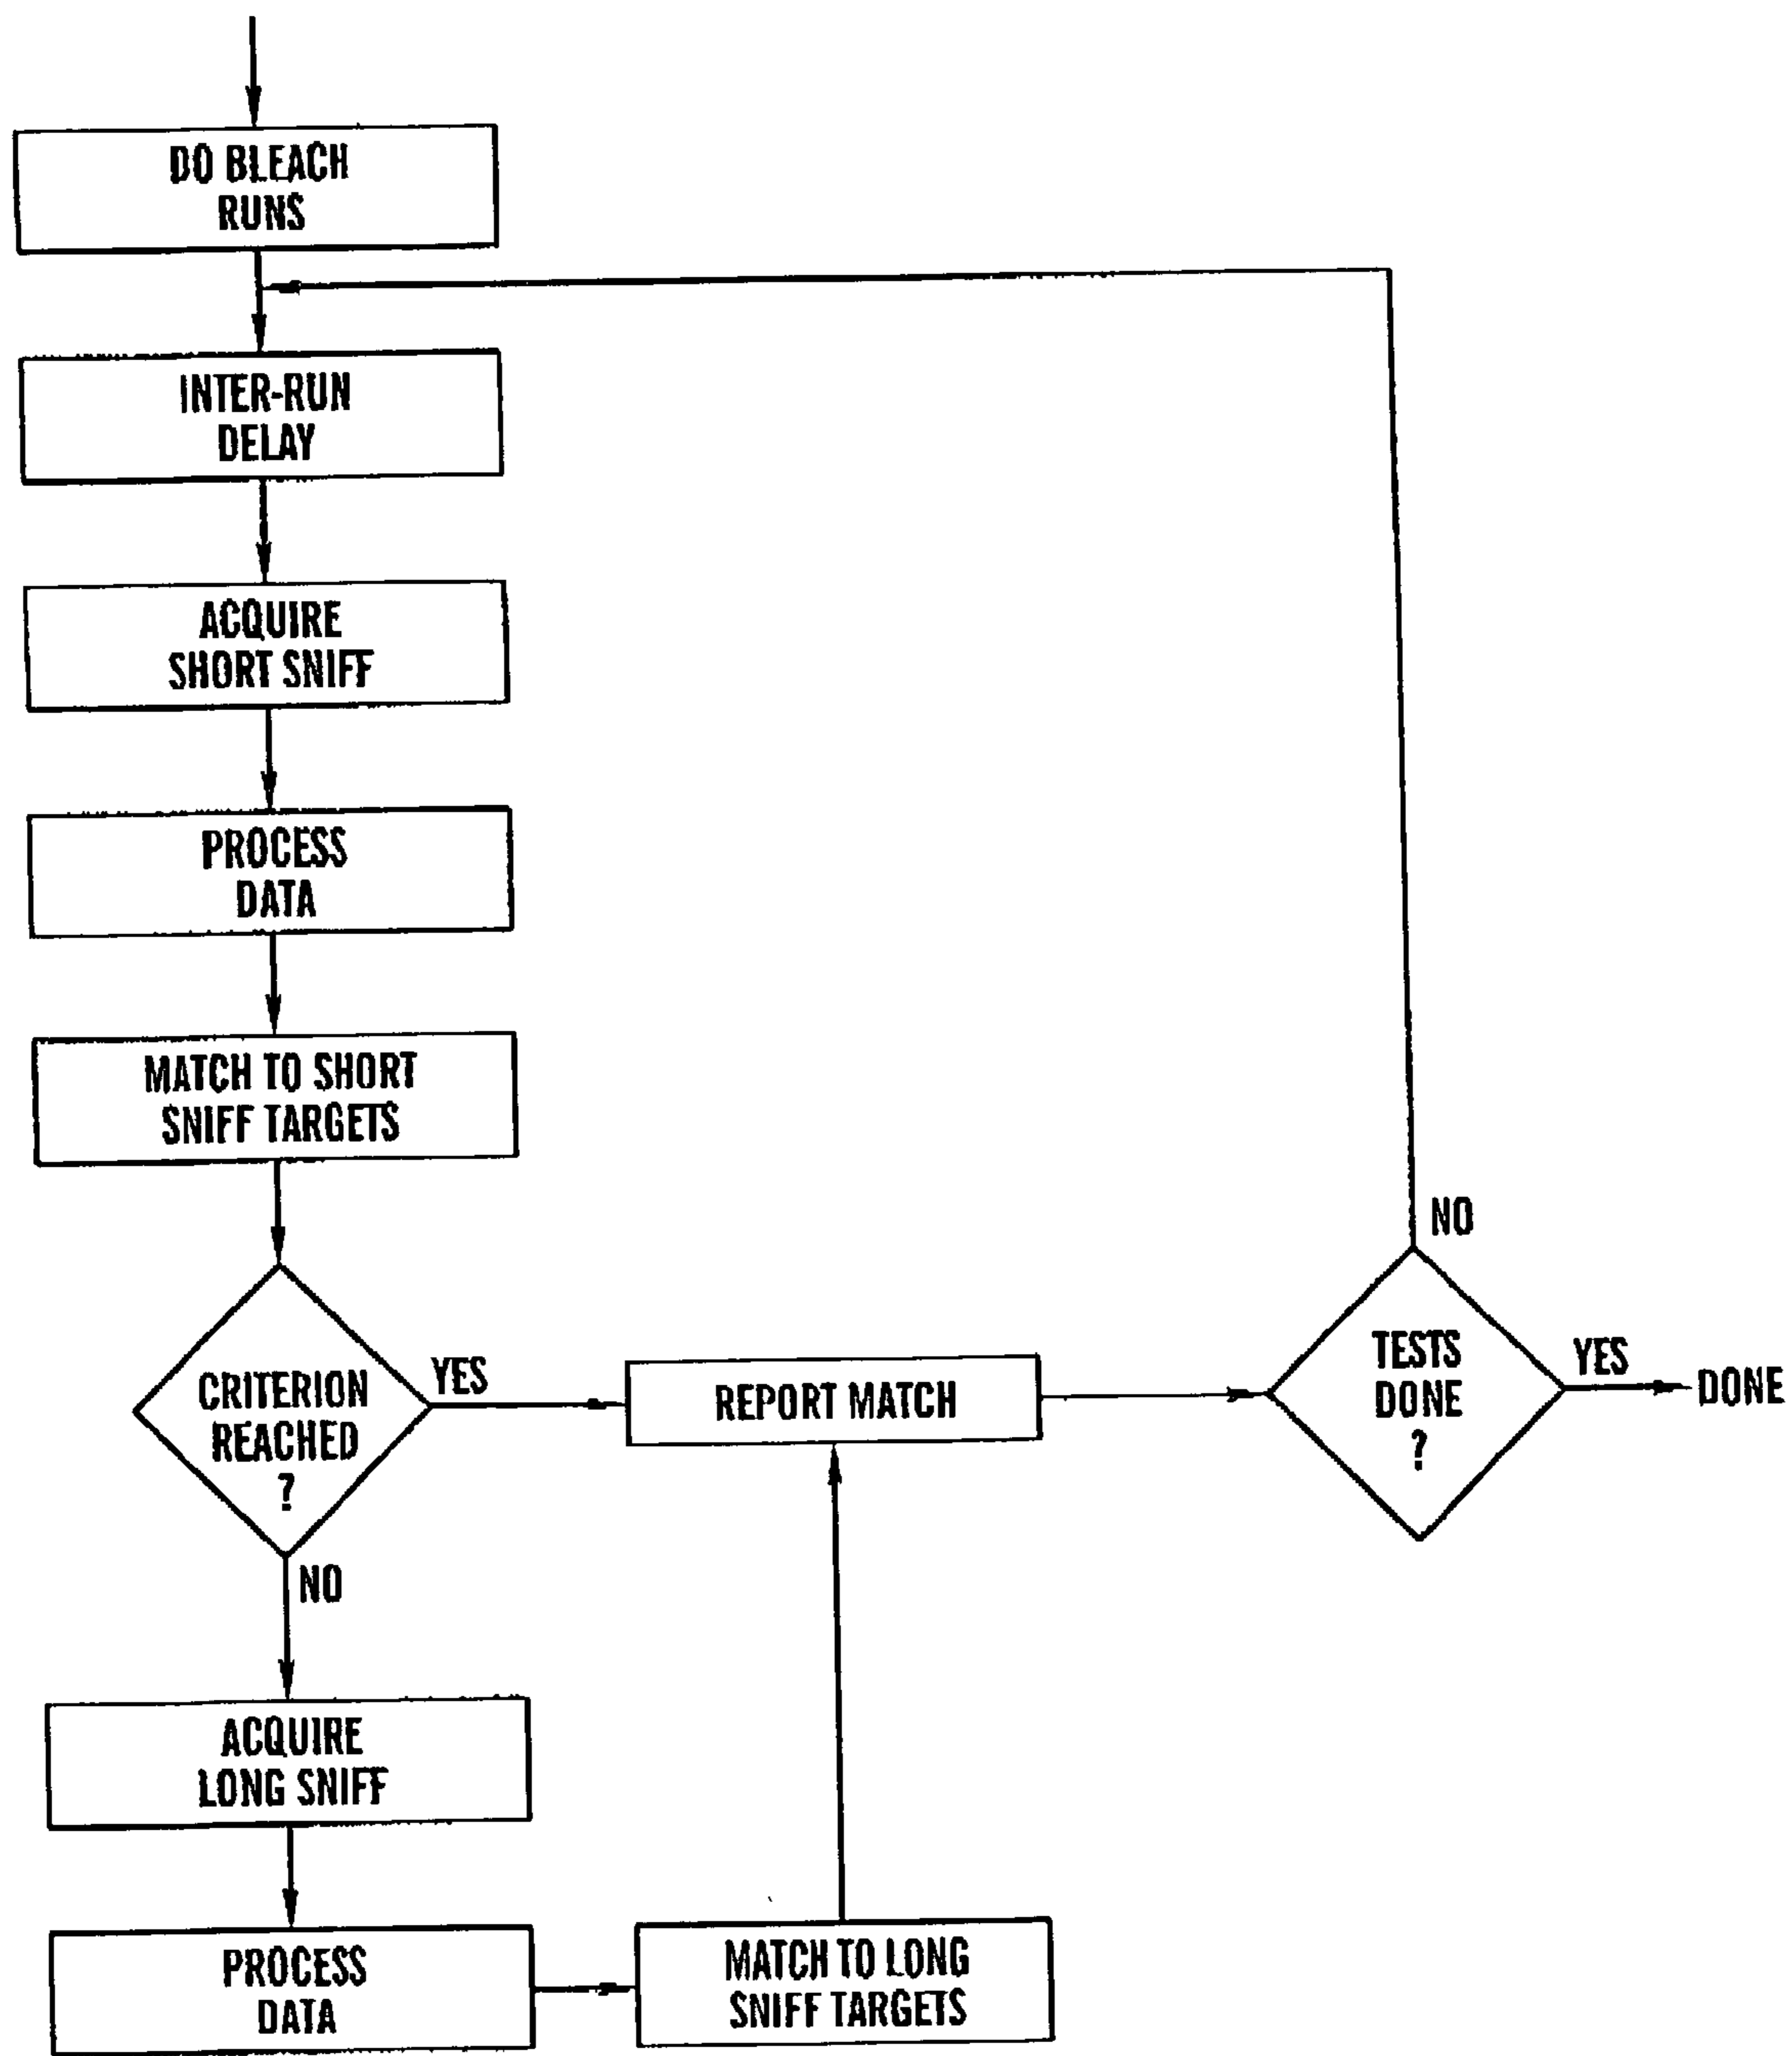 DO BLEACH
RUNS
INTER-RUN
DELAY
ACQUIRE
SHORT SNIFF
PROCESS
DATA
MATCH TO SHORT
SNIFF TARGETS
CRITERION
REACHED
?
YES
NO
REPORT MATCH
TESTS
DONE
?
NO
YES
DONE
ACQUIRE
LONG SNIFF
PROCESS
DATA
MATCH TO LONG
SNIFF TARGETS